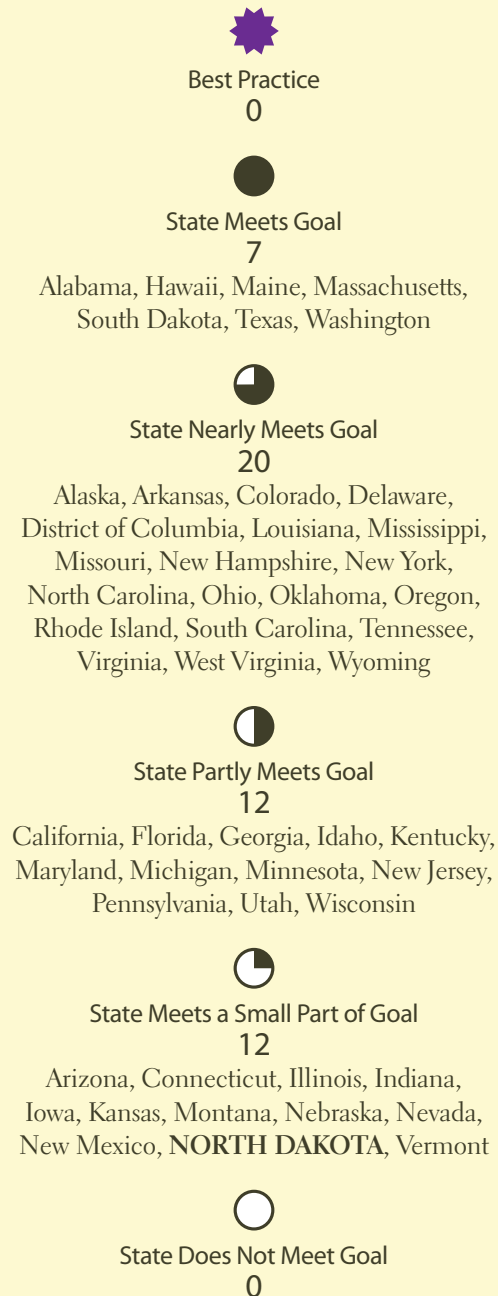 Best Practice
0
State Meets Goal
7
Alabama, Hawaii, Maine, Massachusetts,
South Dakota, Texas, Washington
State Nearly Meets Goal
20
Alaska, Arkansas, Colorado, Delaware,
District of Columbia, Louisiana, Mississippi,
Missouri, New Hampshire, New York,
North Carolina, Ohio, Oklahoma, Oregon,
Rhode Island, South Carolina, Tennessee,
Virginia, West Virginia, Wyoming
State Partly Meets Goal
12
California, Florida, Georgia, Idaho, Kentucky,
Maryland, Michigan, Minnesota, New Jersey,
Pennsylvania, Utah, Wisconsin
State Meets a Small Part of Goal
12
Arizona, Connecticut, Illinois, Indiana,
Iowa, Kansas, Montana, Nebraska, Nevada,
New Mexico, NORTH DAKOTA, Vermont
State Does Not Meet Goal
0